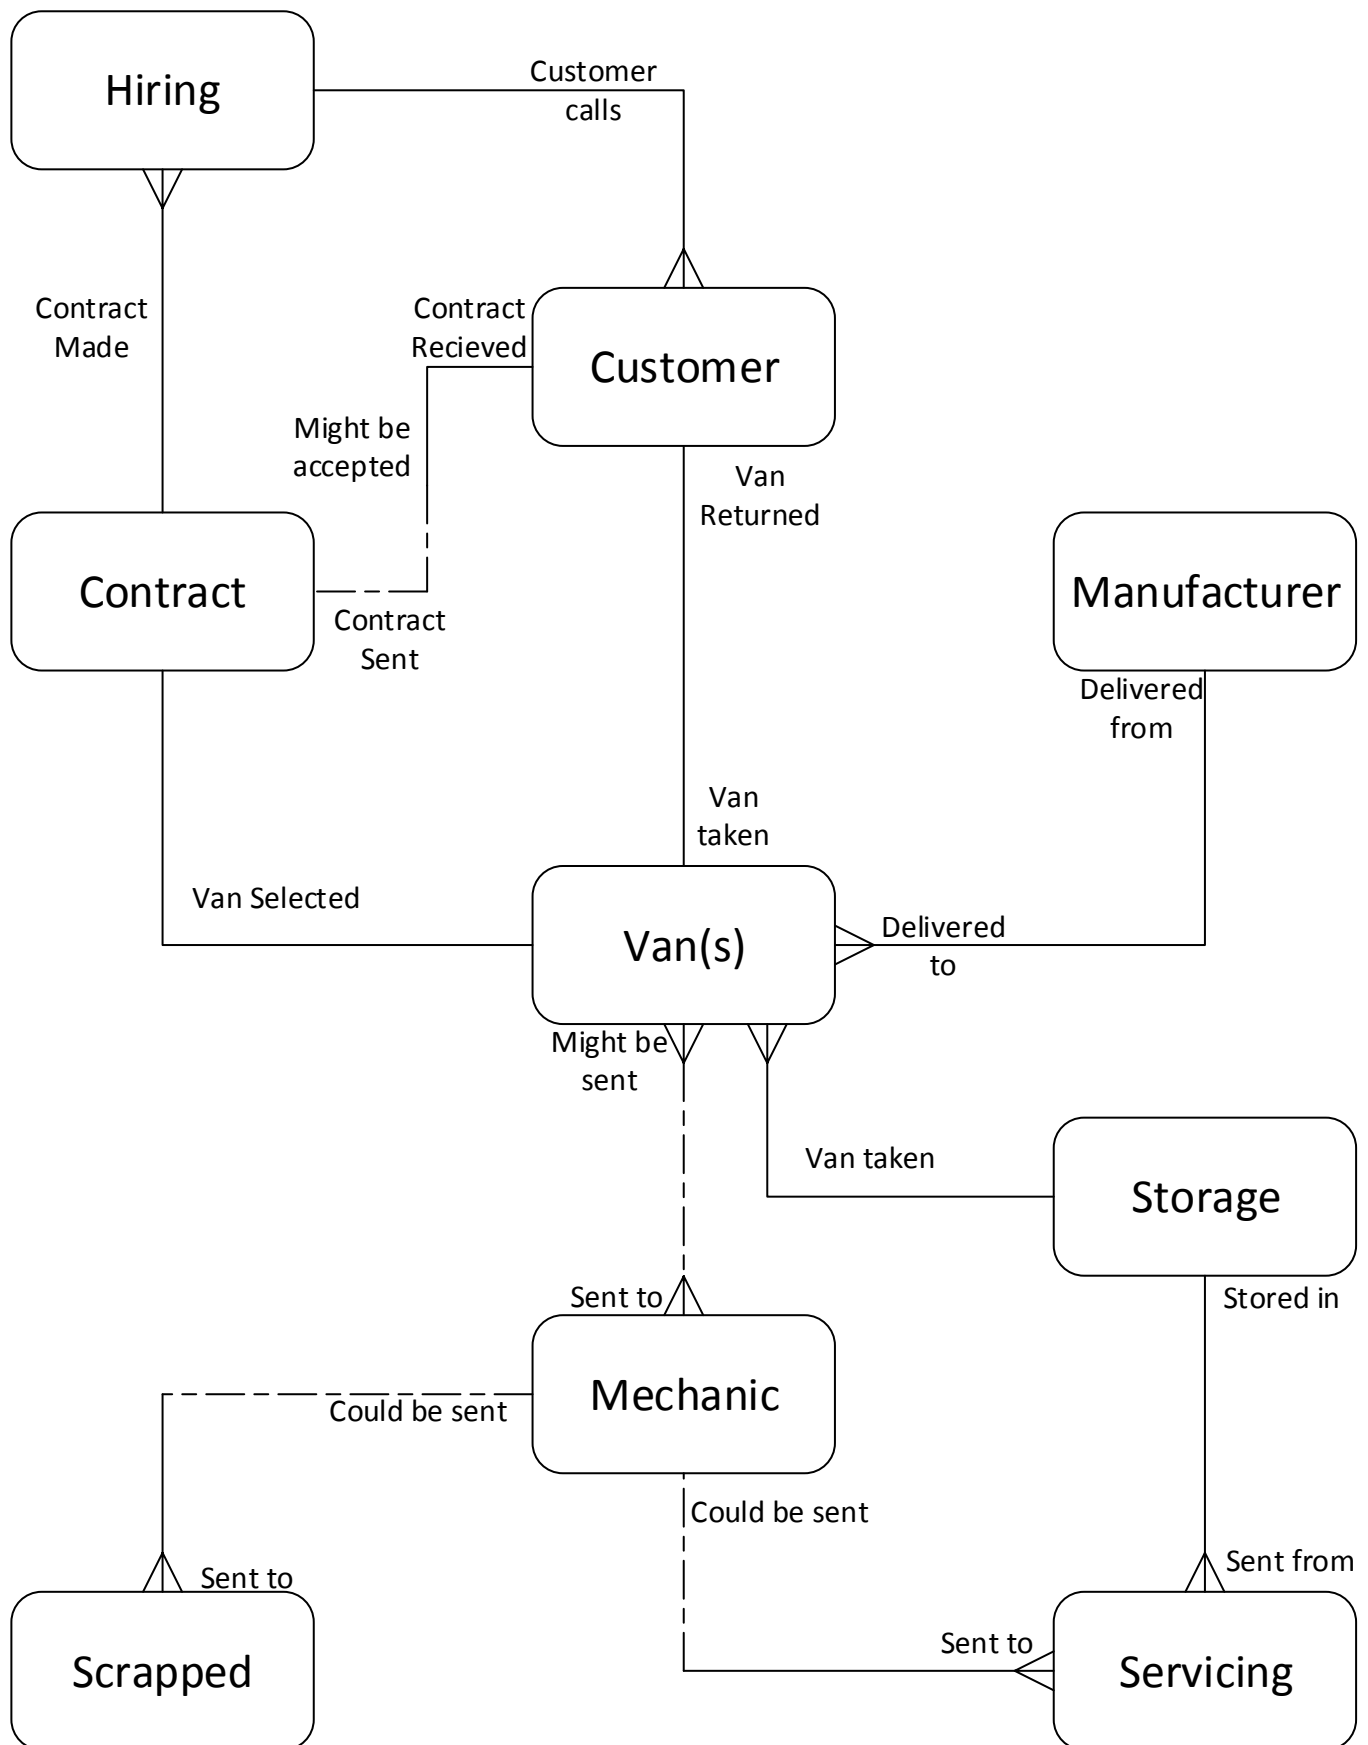 Hiring
Customer
calls
Contract
Made
Contract
Recieved
Customer
Might be
accepted
Van
Returned
Contract
Contract
Sent
Manufacturer
Delivered
from
Van
taken
Van Selected
Van(s)
Delivered
to
Might be
sent
Van taken
Storage
Sent to
Stored in
Mechanic
Could be sent
Could be sent
Sent to
Sent from
Scrapped
Sent to
Servicing